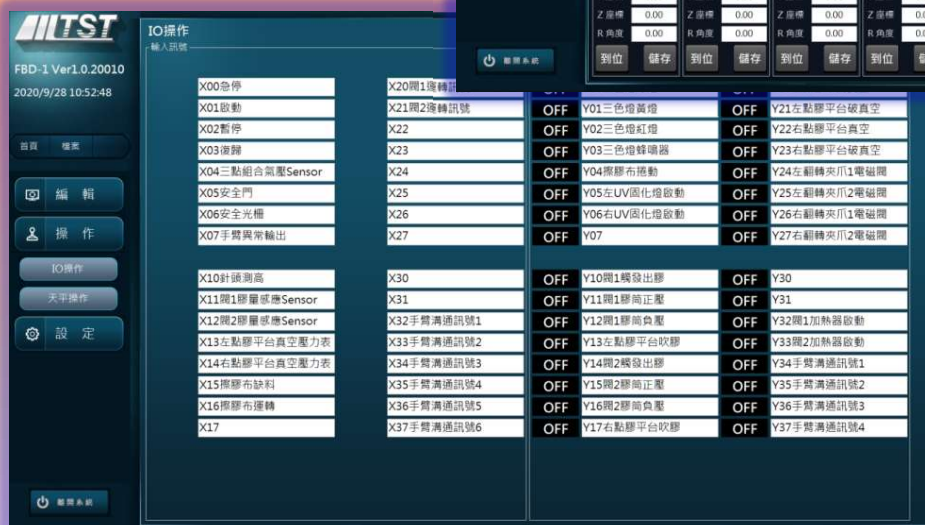 TST
FBD-1 Ver1.0.20010
2020/9/28 10:52:48
首頁 檔案
編輯
操作
IO操作
天平操作
設定
離開系統
IO操作
輸入訊號
X00急停
X01啟動
X02暫停
X03復歸
X04三點組合氣壓Sensor
X05安全門
X06安全光柵
X07手臂異常輸出
X10針頭測高
X11閥1膠量感應Sensor
X12閥2膠量感應Sensor
X13左點膠平台真空壓力表
X14右點膠平台真空壓力表
X15擦膠布缺料
X16擦膠布運轉
X17
X20閥1運轉訊號
X21閥2運轉訊號
X22
X23
X24
X25
X26
X27
X30
X31
X32手臂溝通訊號1
X33手臂溝通訊號2
X34手臂溝通訊號3
X35手臂溝通訊號4
X36手臂溝通訊號5
X37手臂溝通訊號6
OFF Y01三色燈黃燈
OFF Y02三色燈紅燈
OFF Y03三色燈蜂鳴器
OFF Y04擦膠布捲動
OFF Y05左UV固化燈啟動
OFF Y06右UV固化燈啟動
OFF Y07
OFF Y10閥1觸發出膠
OFF Y11閥1膠筒正壓
OFF Y12閥1膠筒負壓
OFF Y13左點膠平台吹膠
OFF Y14閥2觸發出膠
OFF Y15閥2膠筒正壓
OFF Y16閥2膠筒負壓
OFF Y17右點膠平台吹膠
OFF Y21左點膠平台破真空
OFF Y22右點膠平台真空
OFF Y23右點膠平台破真空
OFF Y24左翻轉夾爪1電磁閥
OFF Y25左翻轉夾爪2電磁閥
OFF Y26右翻轉夾爪1電磁閥
OFF Y27右翻轉夾爪2電磁閥
OFF Y30
OFF Y31
OFF Y32閥1加熱器啟動
OFF Y33閥2加熱器啟動
OFF Y34手臂溝通訊號1
OFF Y35手臂溝通訊號2
OFF Y36手臂溝通訊號3
OFF Y37手臂溝通訊號4
離開系統
Z座標 0.00 Z座標 0.00 Z座標 0.00 Z座標
R角度 0.00 R角度 0.00 R角度 0.00 R角度
到位 儲存 到位 儲存 到位 儲存 到位